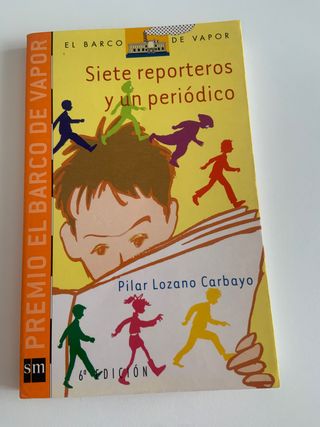 EL BARCO DE VAPOR
Siete reporteros
y un periódico
Pilar Lozano Carbayo
6ª EDICIÓN
PREMIO EL BARCO DE VAPOR
sm